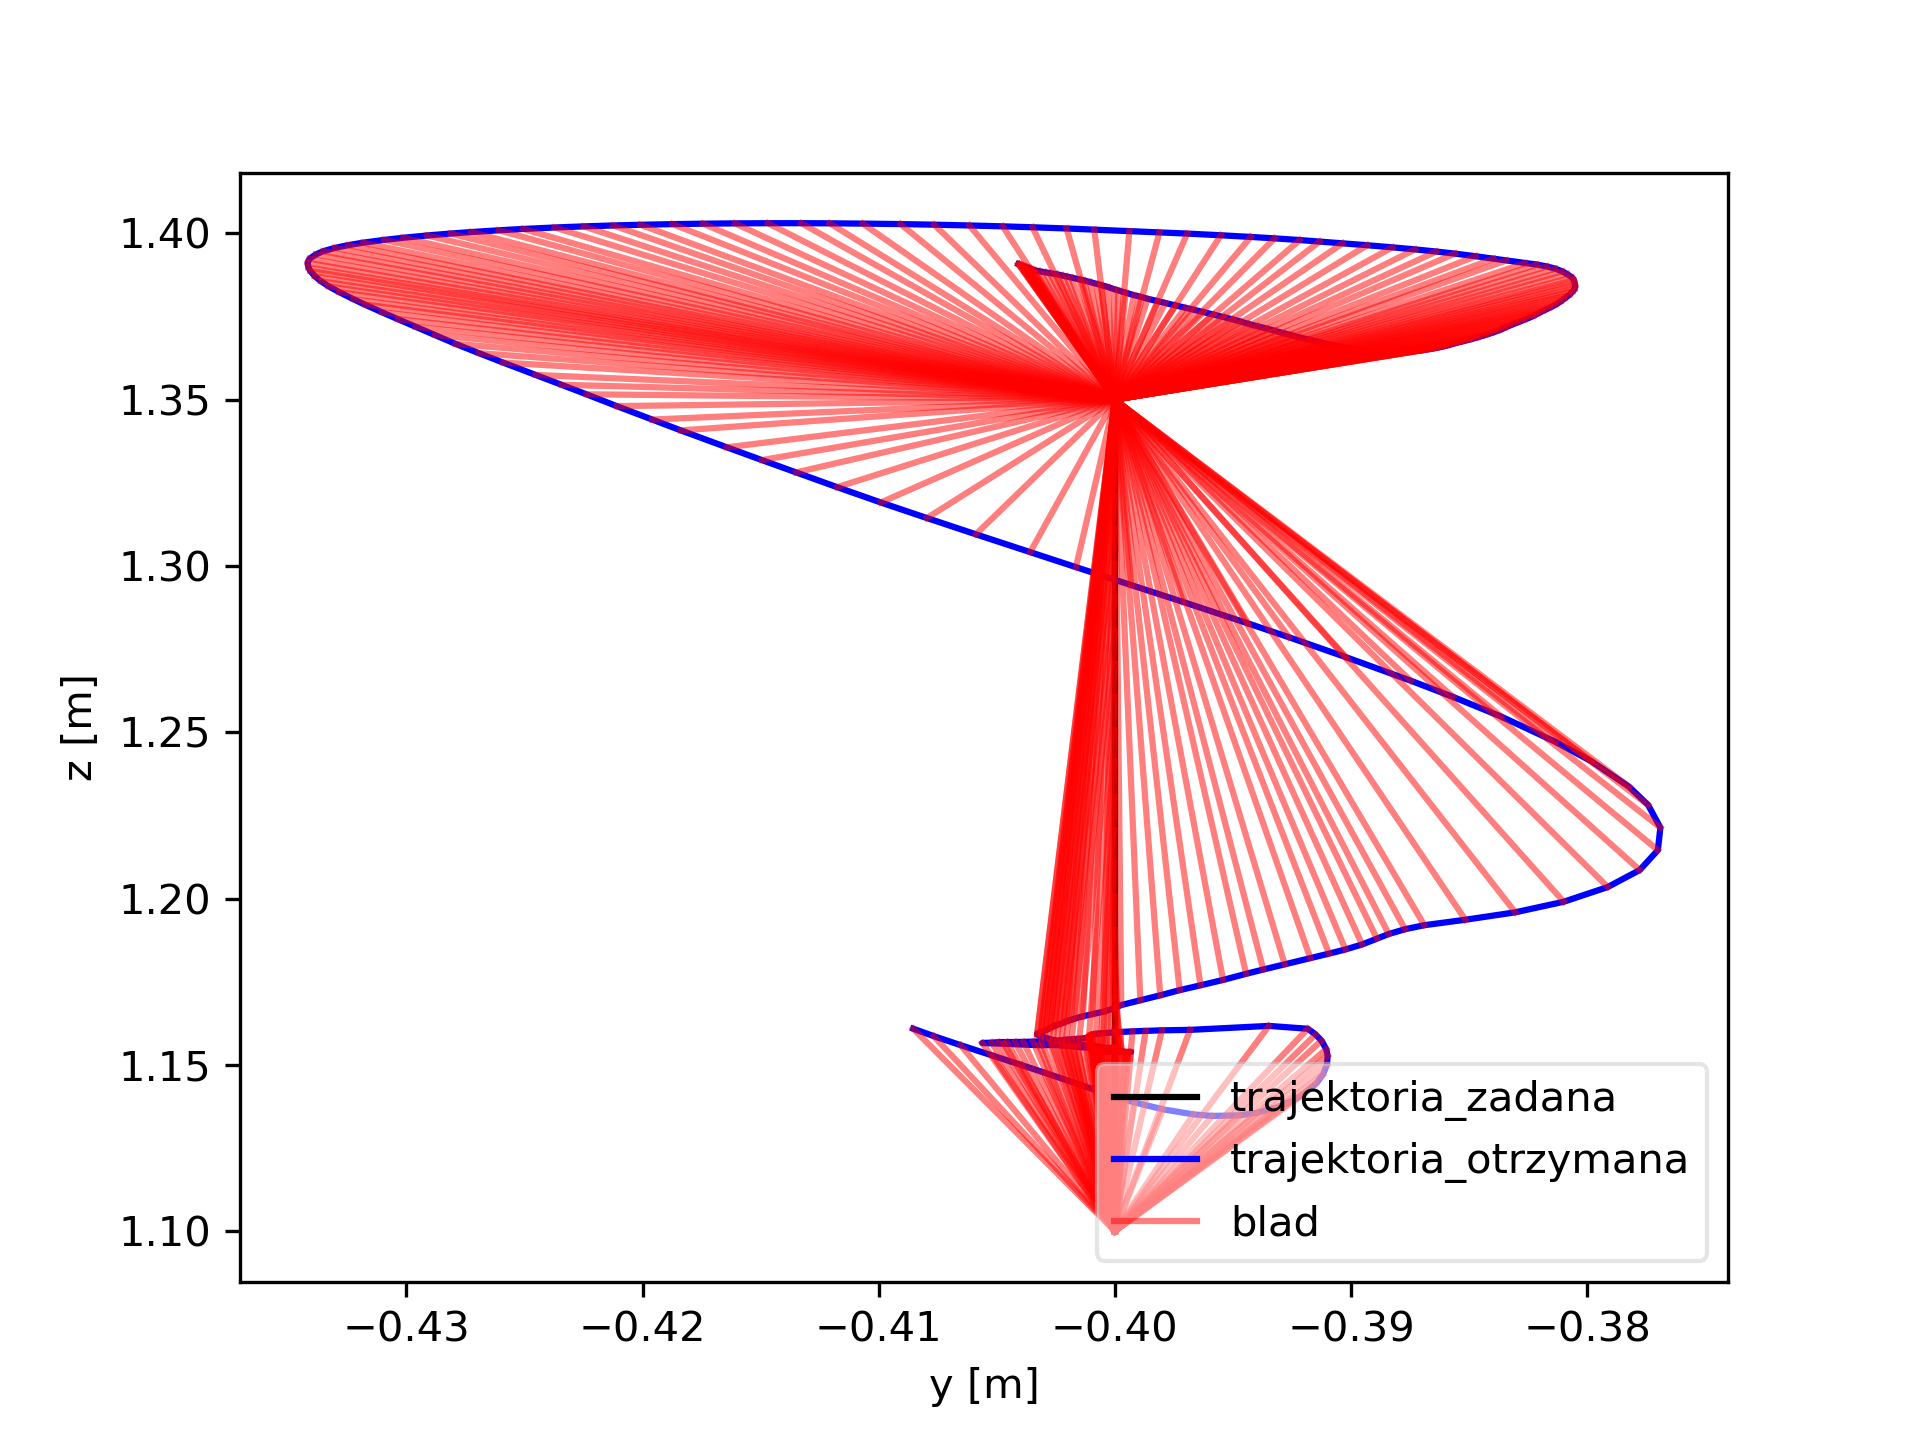 1.40
1.35
1.30
1.25
1.20
1.15
1.10
z [m]
−0.43
−0.42
−0.41
−0.40
−0.39
−0.38
y [m]
trajektoria_zadana
trajektoria_otrzymana
blad